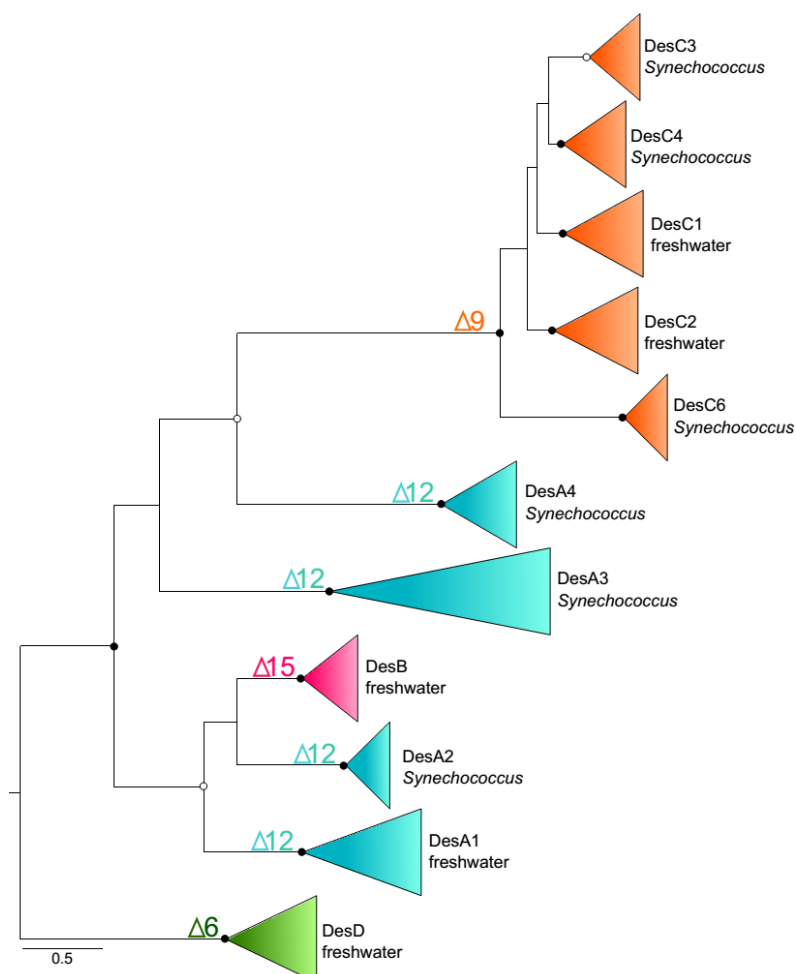 DesC3
Synechococcus
DesC4
Synechococcus
DesC1
freshwater
Δ9
DesC2
freshwater
DesC6
Synechococcus
Δ12
DesA4
Synechococcus
Δ12
DesA3
Synechococcus
Δ15
DesB
freshwater
Δ12
DesA2
Synechococcus
Δ12
DesA1
freshwater
Δ6
DesD
freshwater
0.5